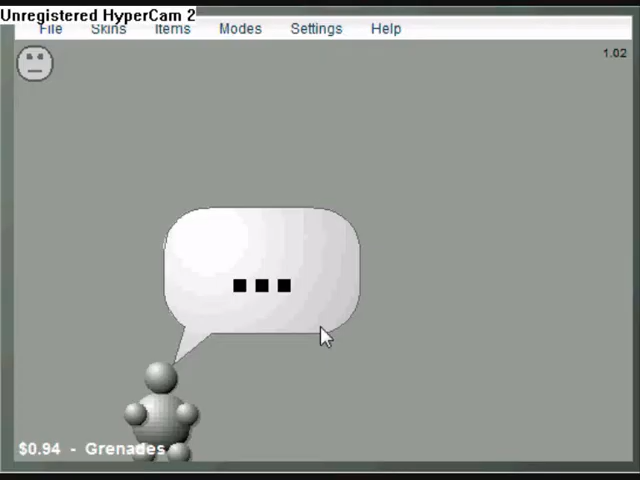 Unregistered HyperCam 2
File Skins Items Modes Settings Help
1.02
...
$0.94 - Grenades